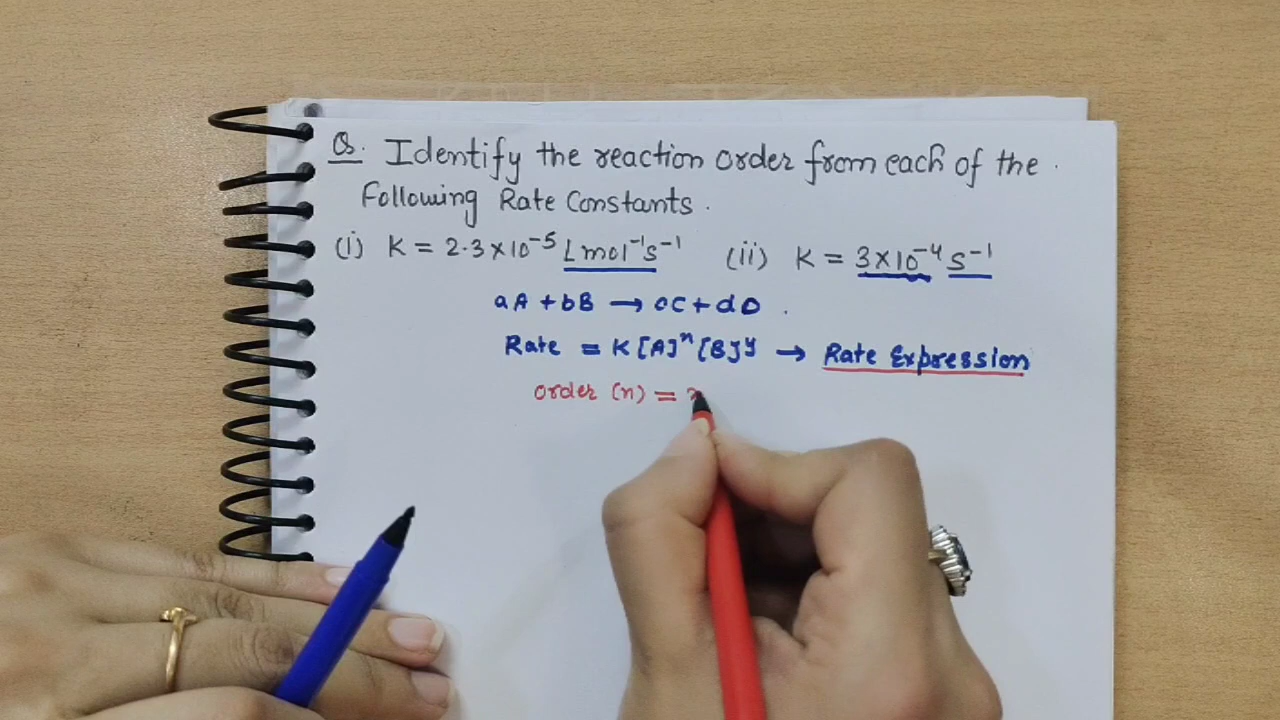 Q. Identify the reaction order from each of the
Following Rate Constants.
(i) K = 2.3×10⁻⁵ L mol⁻¹s⁻¹ (ii) K = 3×10⁻⁴ s⁻¹
aA + bB → cC + dD.
Rate = K[A]ˣ[B]ʸ → Rate Expression
Order (n) = x